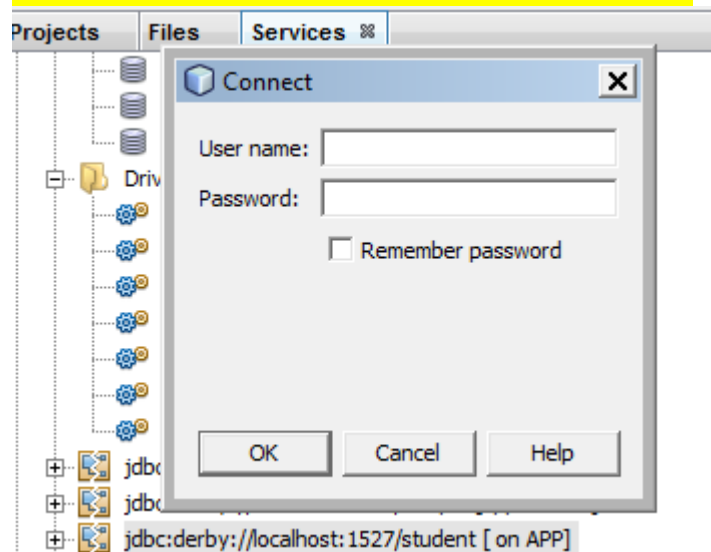 Projects Files Services
Connect
User name:
Password:
Driv
Remember password
OK Cancel Help
jdbc
jdbc
jdbc:derby://localhost:1527/student [ on APP]